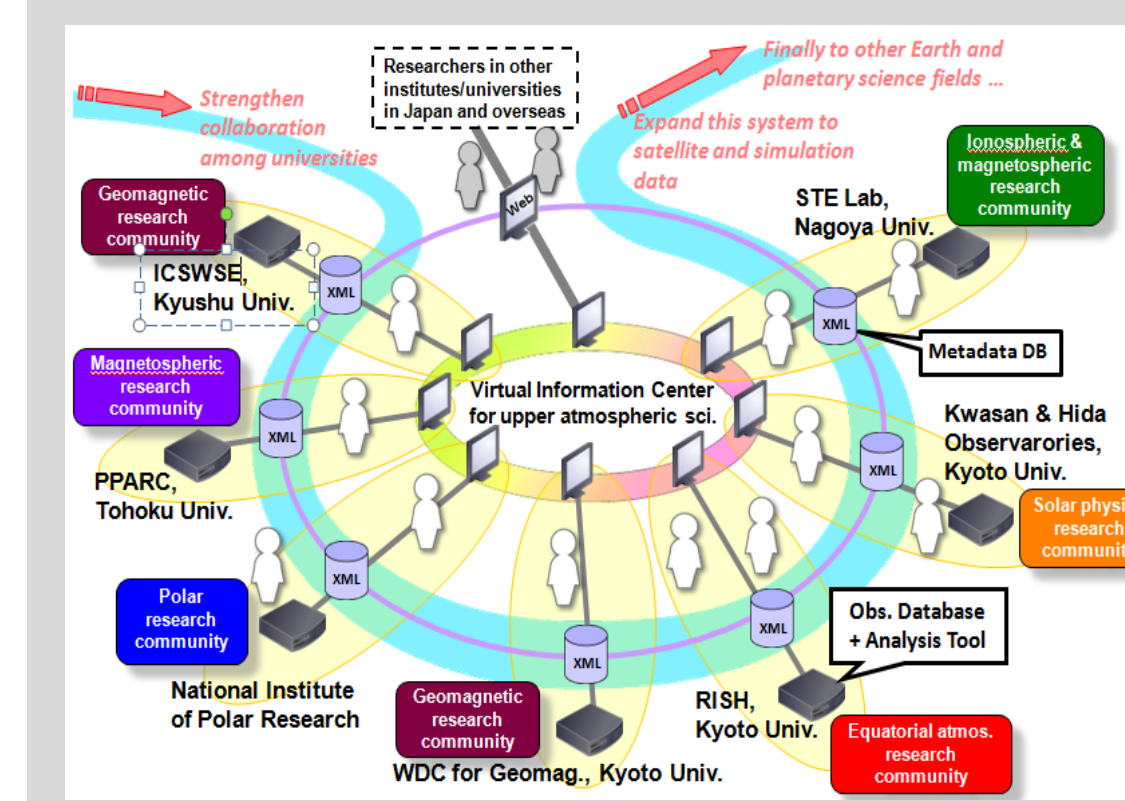 Finally to other Earth and
planetary science fields ...
Researchers in other
institutes/universities
in Japan and overseas
Strengthen
collaboration
among universities
Expand this system to
satellite and simulation
data
Ionospheric &
magnetospheric
research
community
Geomagnetic
research
community
STE Lab,
Nagoya Univ.
Web
ICSWSE,
Kyushu Univ.
XML
XML
Metadata DB
Magnetospheric
research
community
Virtual Information Center
for upper atmospheric sci.
Kwasan & Hida
Observarories,
Kyoto Univ.
XML
XML
PPARC,
Tohoku Univ.
Solar physi
research
communit
XML
Polar
research
community
Obs. Database
+ Analysis Tool
XML
XML
National Institute
of Polar Research
Geomagnetic
research
community
RISH,
Kyoto Univ.
Equatorial atmos.
research
community
WDC for Geomag., Kyoto Univ.